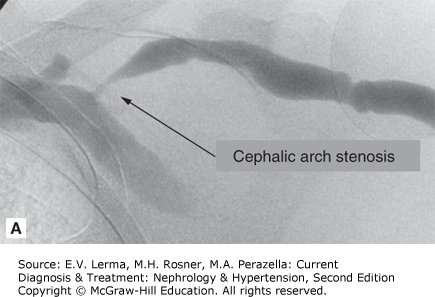 Cephalic arch stenosis
A
Source: E.V. Lerma, M.H. Rosner, M.A. Perazella: Current
Diagnosis & Treatment: Nephrology & Hypertension, Second Edition
Copyright © McGraw-Hill Education. All rights reserved.